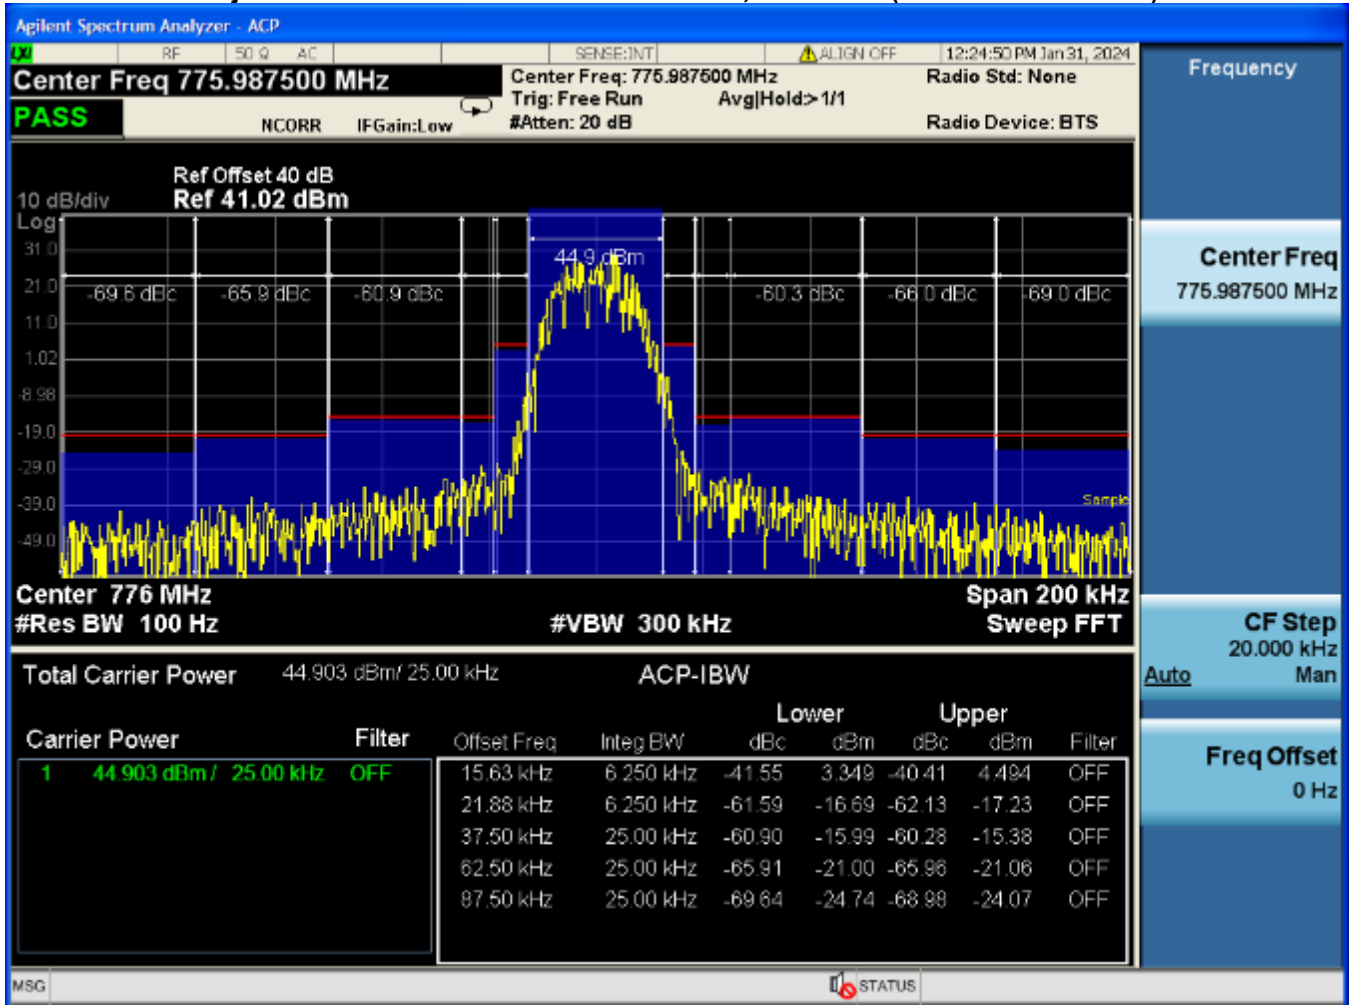 Agilent Spectrum Analyzer - ACP
LXI RF 50 Ω AC SENSE:INT ALIGN OFF 12:24:50 PM Jan 31, 2024
Center Freq 775.987500 MHz
Center Freq: 775.987500 MHz
Radio Std: None
Trig: Free Run Avg|Hold:> 1/1
PASS
NCORR IFGain:Low
#Atten: 20 dB
Radio Device: BTS
Ref Offset 40 dB
10 dB/div Ref 41.02 dBm
Log
31.0
44.9 dBm
21.0
-69.6 dBc -65.9 dBc -60.9 dBc -60.3 dBc -66.0 dBc -69.0 dBc
11.0
1.02
-8.98
-19.0
-29.0
-39.0
Sample
-49.0
Center 776 MHz Span 200 kHz
#Res BW 100 Hz #VBW 300 kHz Sweep FFT
Total Carrier Power 44.903 dBm/ 25.00 kHz ACP-IBW
Lower Upper
Carrier Power Filter Offset Freq Integ BW dBc dBm dBc dBm Filter
1 44.903 dBm / 25.00 kHz OFF 15.63 kHz 6.250 kHz -41.55 3.349 -40.41 4.494 OFF
21.88 kHz 6.250 kHz -61.59 -16.69 -62.13 -17.23 OFF
37.50 kHz 25.00 kHz -60.90 -15.99 -60.28 -15.38 OFF
62.50 kHz 25.00 kHz -65.91 -21.00 -65.96 -21.06 OFF
87.50 kHz 25.00 kHz -69.64 -24.74 -68.98 -24.07 OFF
MSG STATUS
Frequency
Center Freq
775.987500 MHz
CF Step
20.000 kHz
Auto Man
Freq Offset
0 Hz